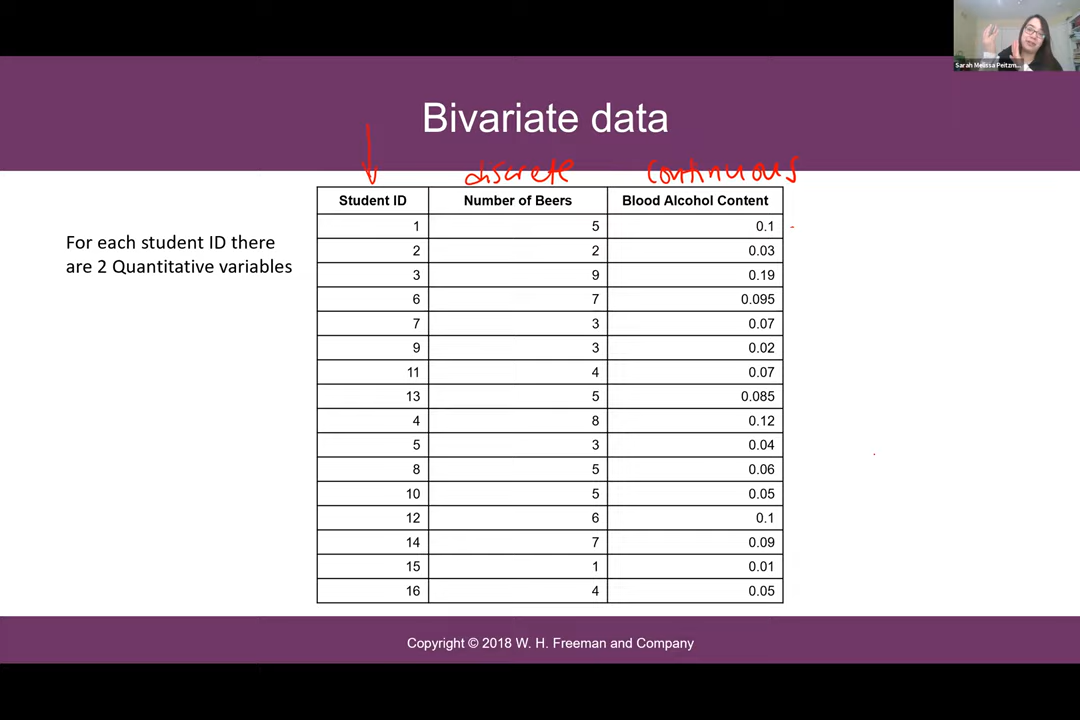 Sarah Melissa Peitzm...
Bivariate data
discrete continuous
Student ID Number of Beers Blood Alcohol Content
For each student ID there
are 2 Quantitative variables
1 5 0.1
2 2 0.03
3 9 0.19
6 7 0.095
7 3 0.07
9 3 0.02
11 4 0.07
13 5 0.085
4 8 0.12
5 3 0.04
8 5 0.06
10 5 0.05
12 6 0.1
14 7 0.09
15 1 0.01
16 4 0.05
Copyright © 2018 W. H. Freeman and Company